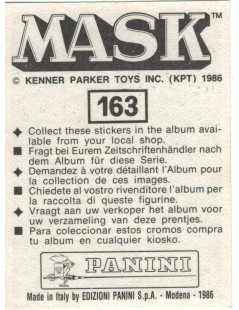 MASK™
© KENNER PARKER TOYS INC. (KPT) 1986
163
◆ Collect these stickers in the album avai-
lable from your local shop.
■ Fragt bei Eurem Zeitschriftenhändler nach
dem Album für diese Serie.
◆ Demandez à votre détaillant l'Album pour
la collection de ces images.
■ Chiedete al vostro rivenditore l'album per
la raccolta di queste figurine.
◆ Vraagt aan uw verkoper het album voor
uw verzameling van deze prentjes.
■ Para coleccionar estos cromos compra
tu album en cualquier kiosko.
PANINI
Made in Italy by EDIZIONI PANINI S.p.A. - Modena - 1986